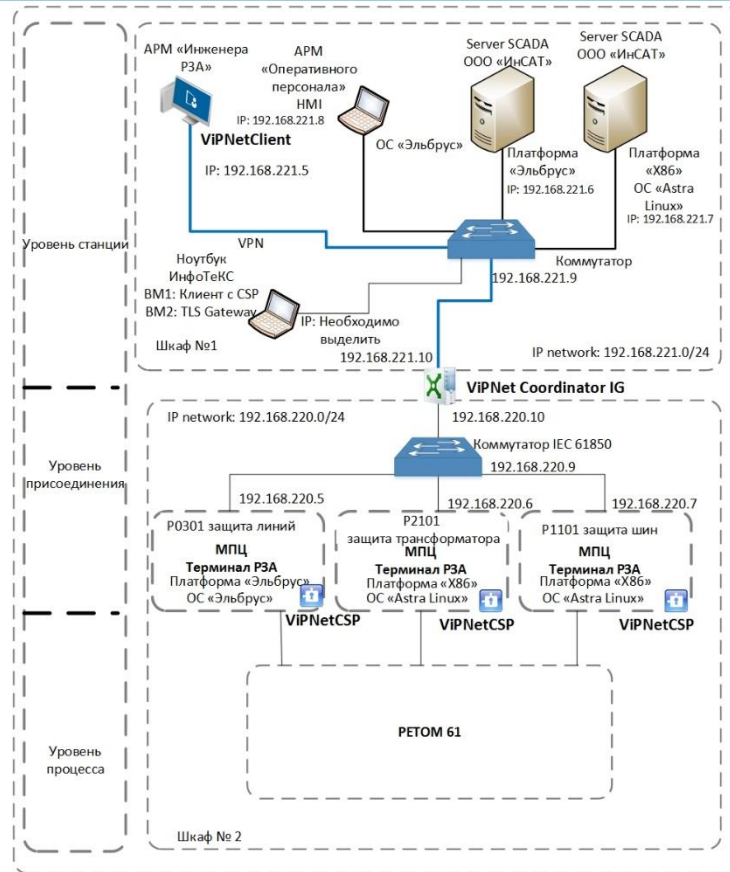 Уровень станции
АРМ «Инженера
РЗА»
ViPNetClient
IP: 192.168.221.5
АРМ
«Оперативного
персонала»
HMI
IP: 192.168.221.8
ОС «Эльбрус»
Server SCADA
ООО «ИнСАТ»
Платформа
«Эльбрус»
IP: 192.168.221.6
Server SCADA
ООО «ИнСАТ»
Платформа
«X86»
ОС «Astra
Linux»
IP: 192.168.221.7
VPN
Коммутатор
192.168.221.9
Ноутбук
ИнфоТеКС
ВМ1: Клиент с CSP
ВМ2: TLS Gateway
IP: Необходимо
выделить
Шкаф №1
192.168.221.10
IP network: 192.168.221.0/24
ViPNet Coordinator IG
Уровень
присоединения
IP network: 192.168.220.0/24
192.168.220.10
Коммутатор IEC 61850
192.168.220.9
192.168.220.5
192.168.220.6
192.168.220.7
Р0301 защита линий
МПЦ
Терминал РЗА
Платформа «Эльбрус»
ОС «Эльбрус»
ViPNetCSP
Р2101
защита трансформатора
МПЦ
Терминал РЗА
Платформа «X86»
ОС «Astra Linux»
ViPNetCSP
Р1101 защита шин
МПЦ
Терминал РЗА
Платформа «X86»
ОС «Astra Linux»
ViPNetCSP
Уровень
процесса
РЕТОМ 61
Шкаф № 2